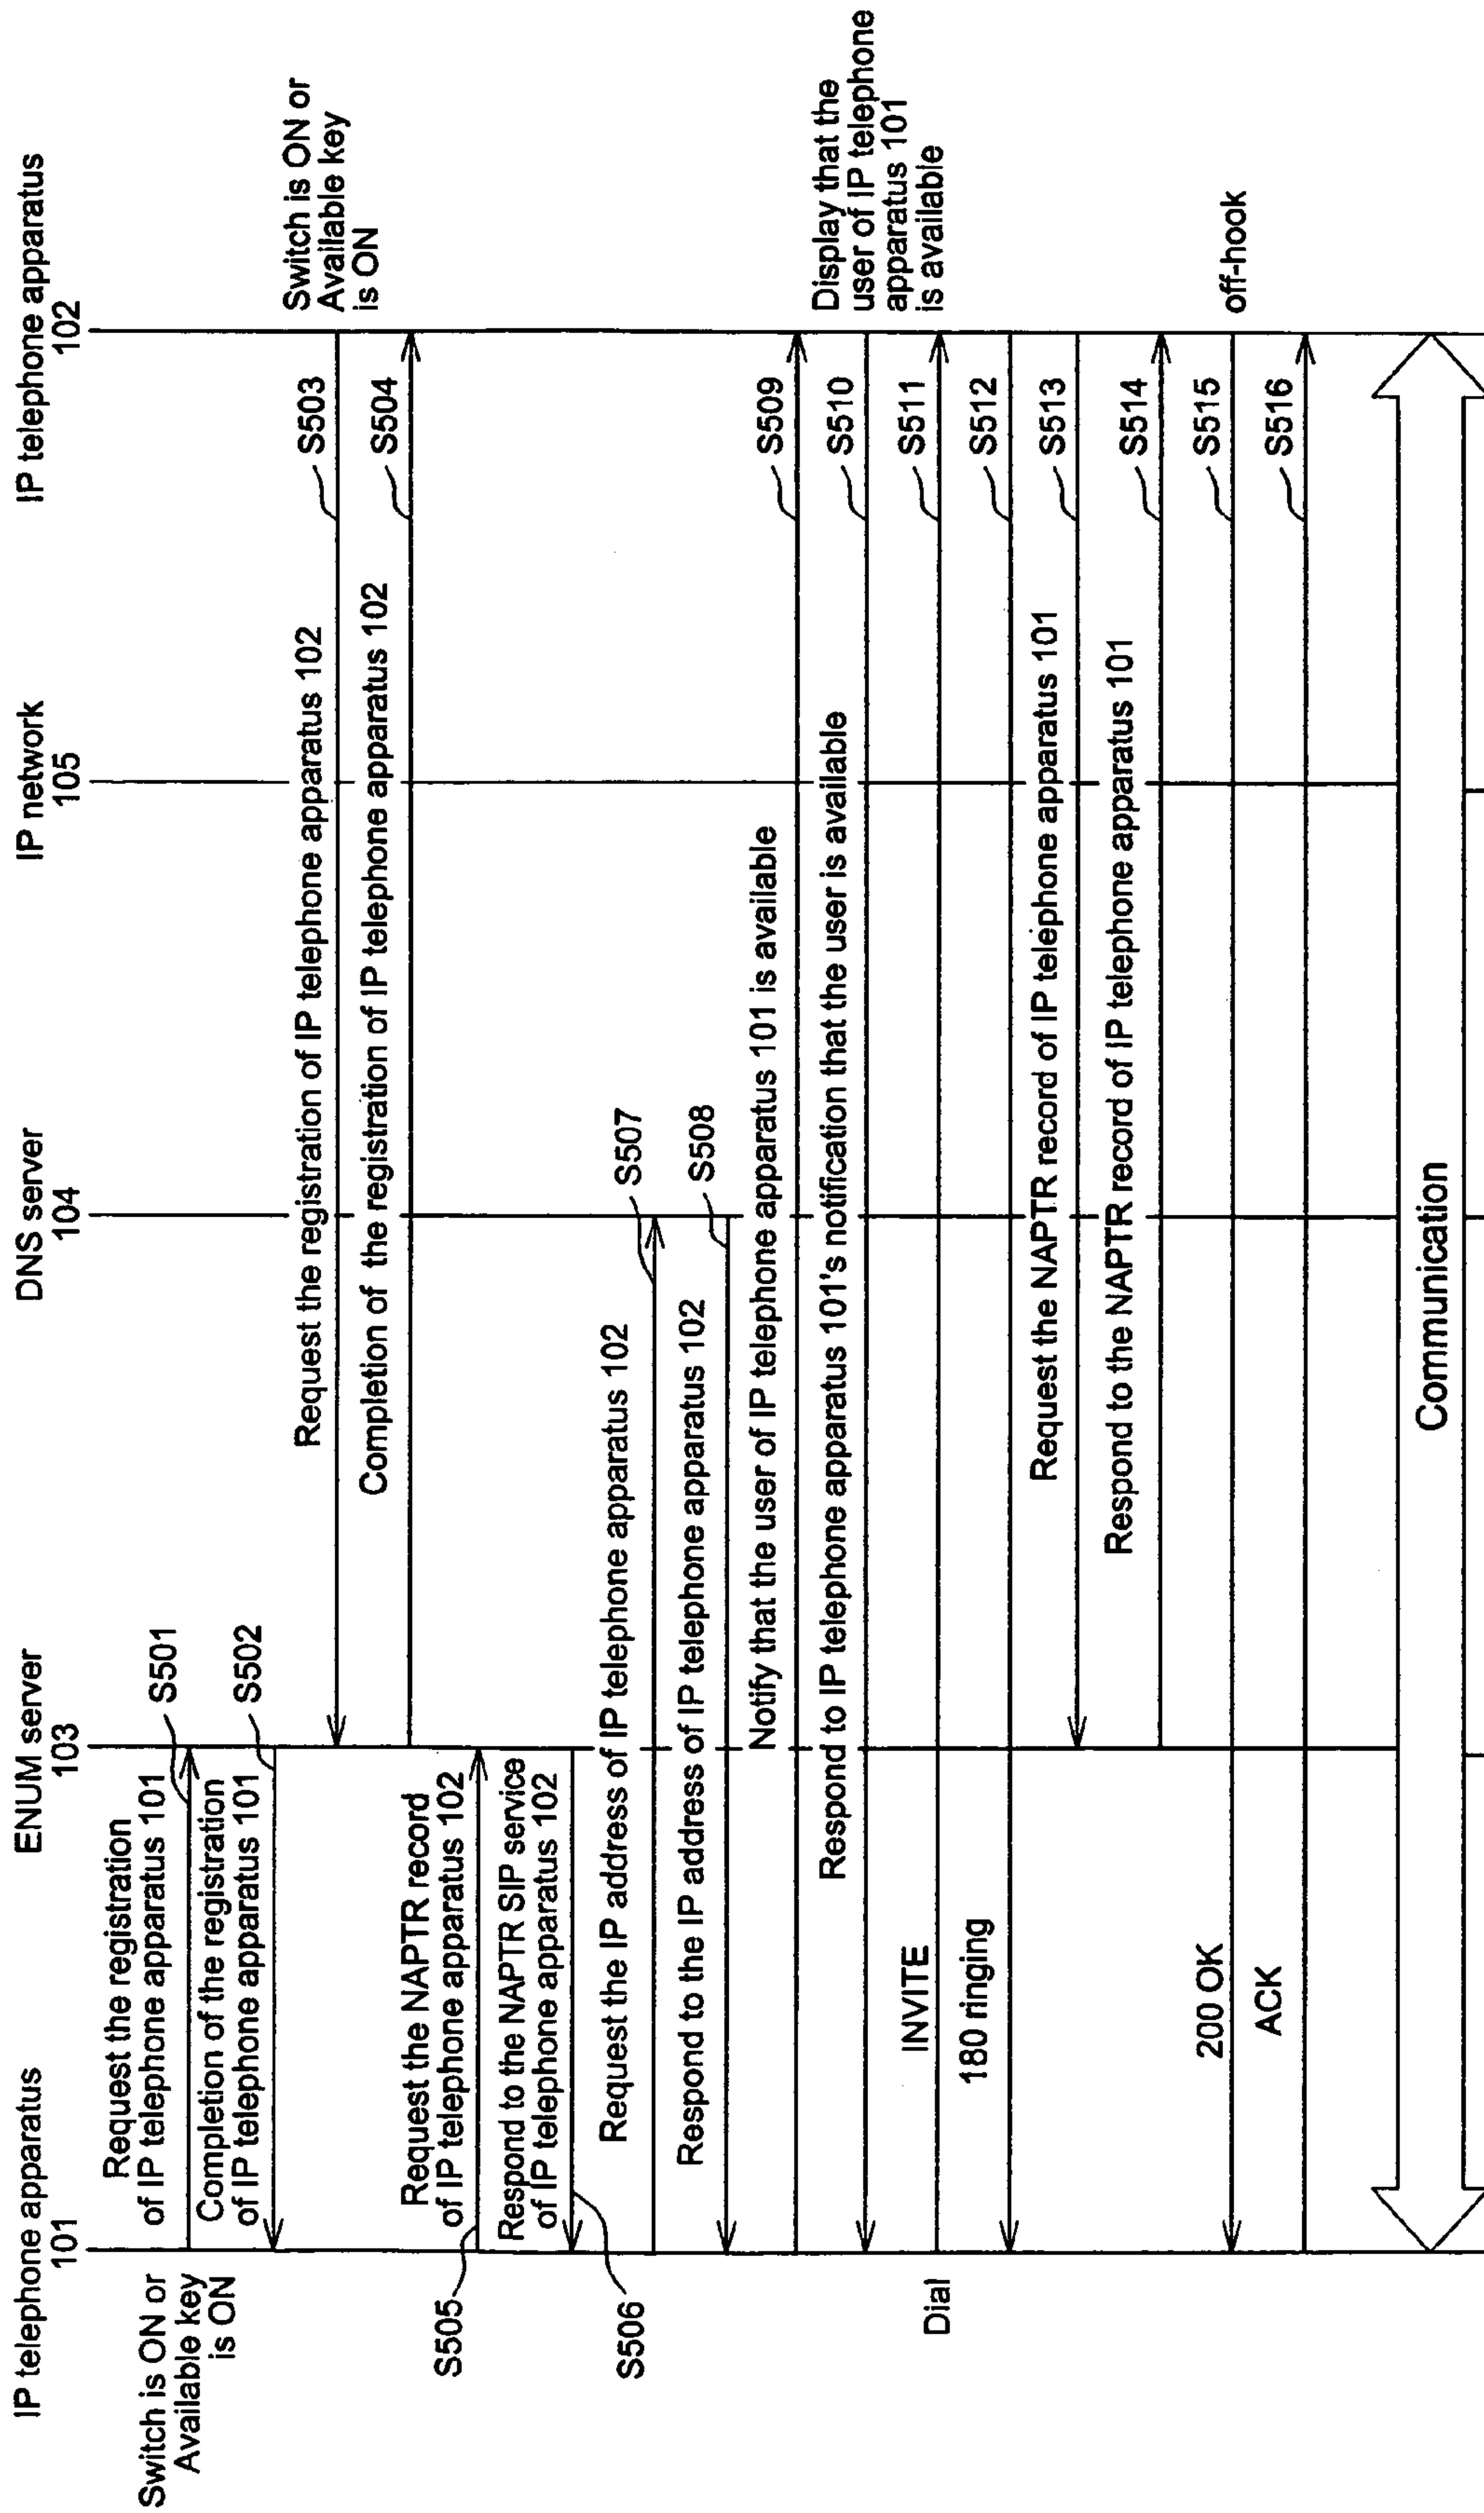 IP telephone apparatus
101
ENUM server
103
DNS server
104
IP network
105
IP telephone apparatus
102
Switch is ON or
Available key
is ON
Request the registration
of IP telephone apparatus 101
S501
Completion of the registration
of IP telephone apparatus 101
S502
Switch is ON or
Available key
is ON
Request the registration of IP telephone apparatus 102
S503
Completion of the registration of IP telephone apparatus 102
S504
Request the NAPTR record
of IP telephone apparatus 102
S505
Respond to the NAPTR SIP service
of IP telephone apparatus 102
S506
Request the IP address of IP telephone apparatus 102
S507
Respond to the IP address of IP telephone apparatus 102
S508
Notify that the user of IP telephone apparatus 101 is available
S509
Display that the
user of IP telephone
apparatus 101
is available
Respond to IP telephone apparatus 101's notification that the user is available
S510
Dial
INVITE
S511
180 ringing
S512
Request the NAPTR record of IP telephone apparatus 101
S513
Respond to the NAPTR record of IP telephone apparatus 101
S514
200 OK
S515
off-hook
ACK
S516
Communication